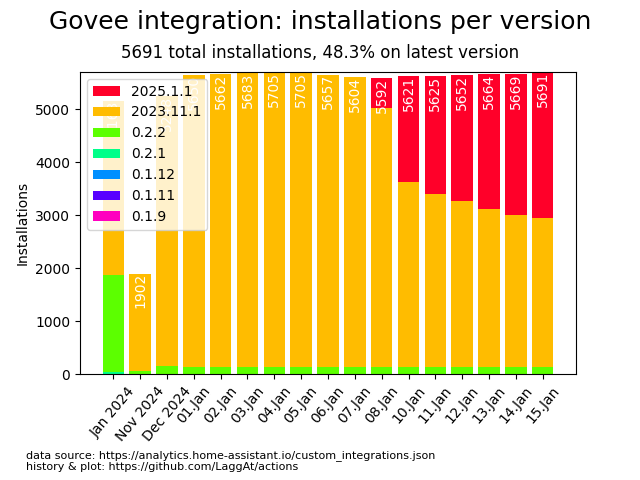 Govee integration: installations per version
5691 total installations, 48.3% on latest version
Installations
5000
4000
3000
2000
1000
0
2025.1.1
2023.11.1
0.2.2
0.2.1
0.1.12
0.1.11
0.1.9
1902
5662
5683
5705
5705
5657
5604
5592
5621
5625
5652
5664
5669
5691
Jan 2024
Nov 2024
Dec 2024
01.Jan
02.Jan
03.Jan
04.Jan
05.Jan
06.Jan
07.Jan
08.Jan
10.Jan
11.Jan
12.Jan
13.Jan
14.Jan
15.Jan
data source: https://analytics.home-assistant.io/custom_integrations.json
history & plot: https://github.com/LaggAt/actions